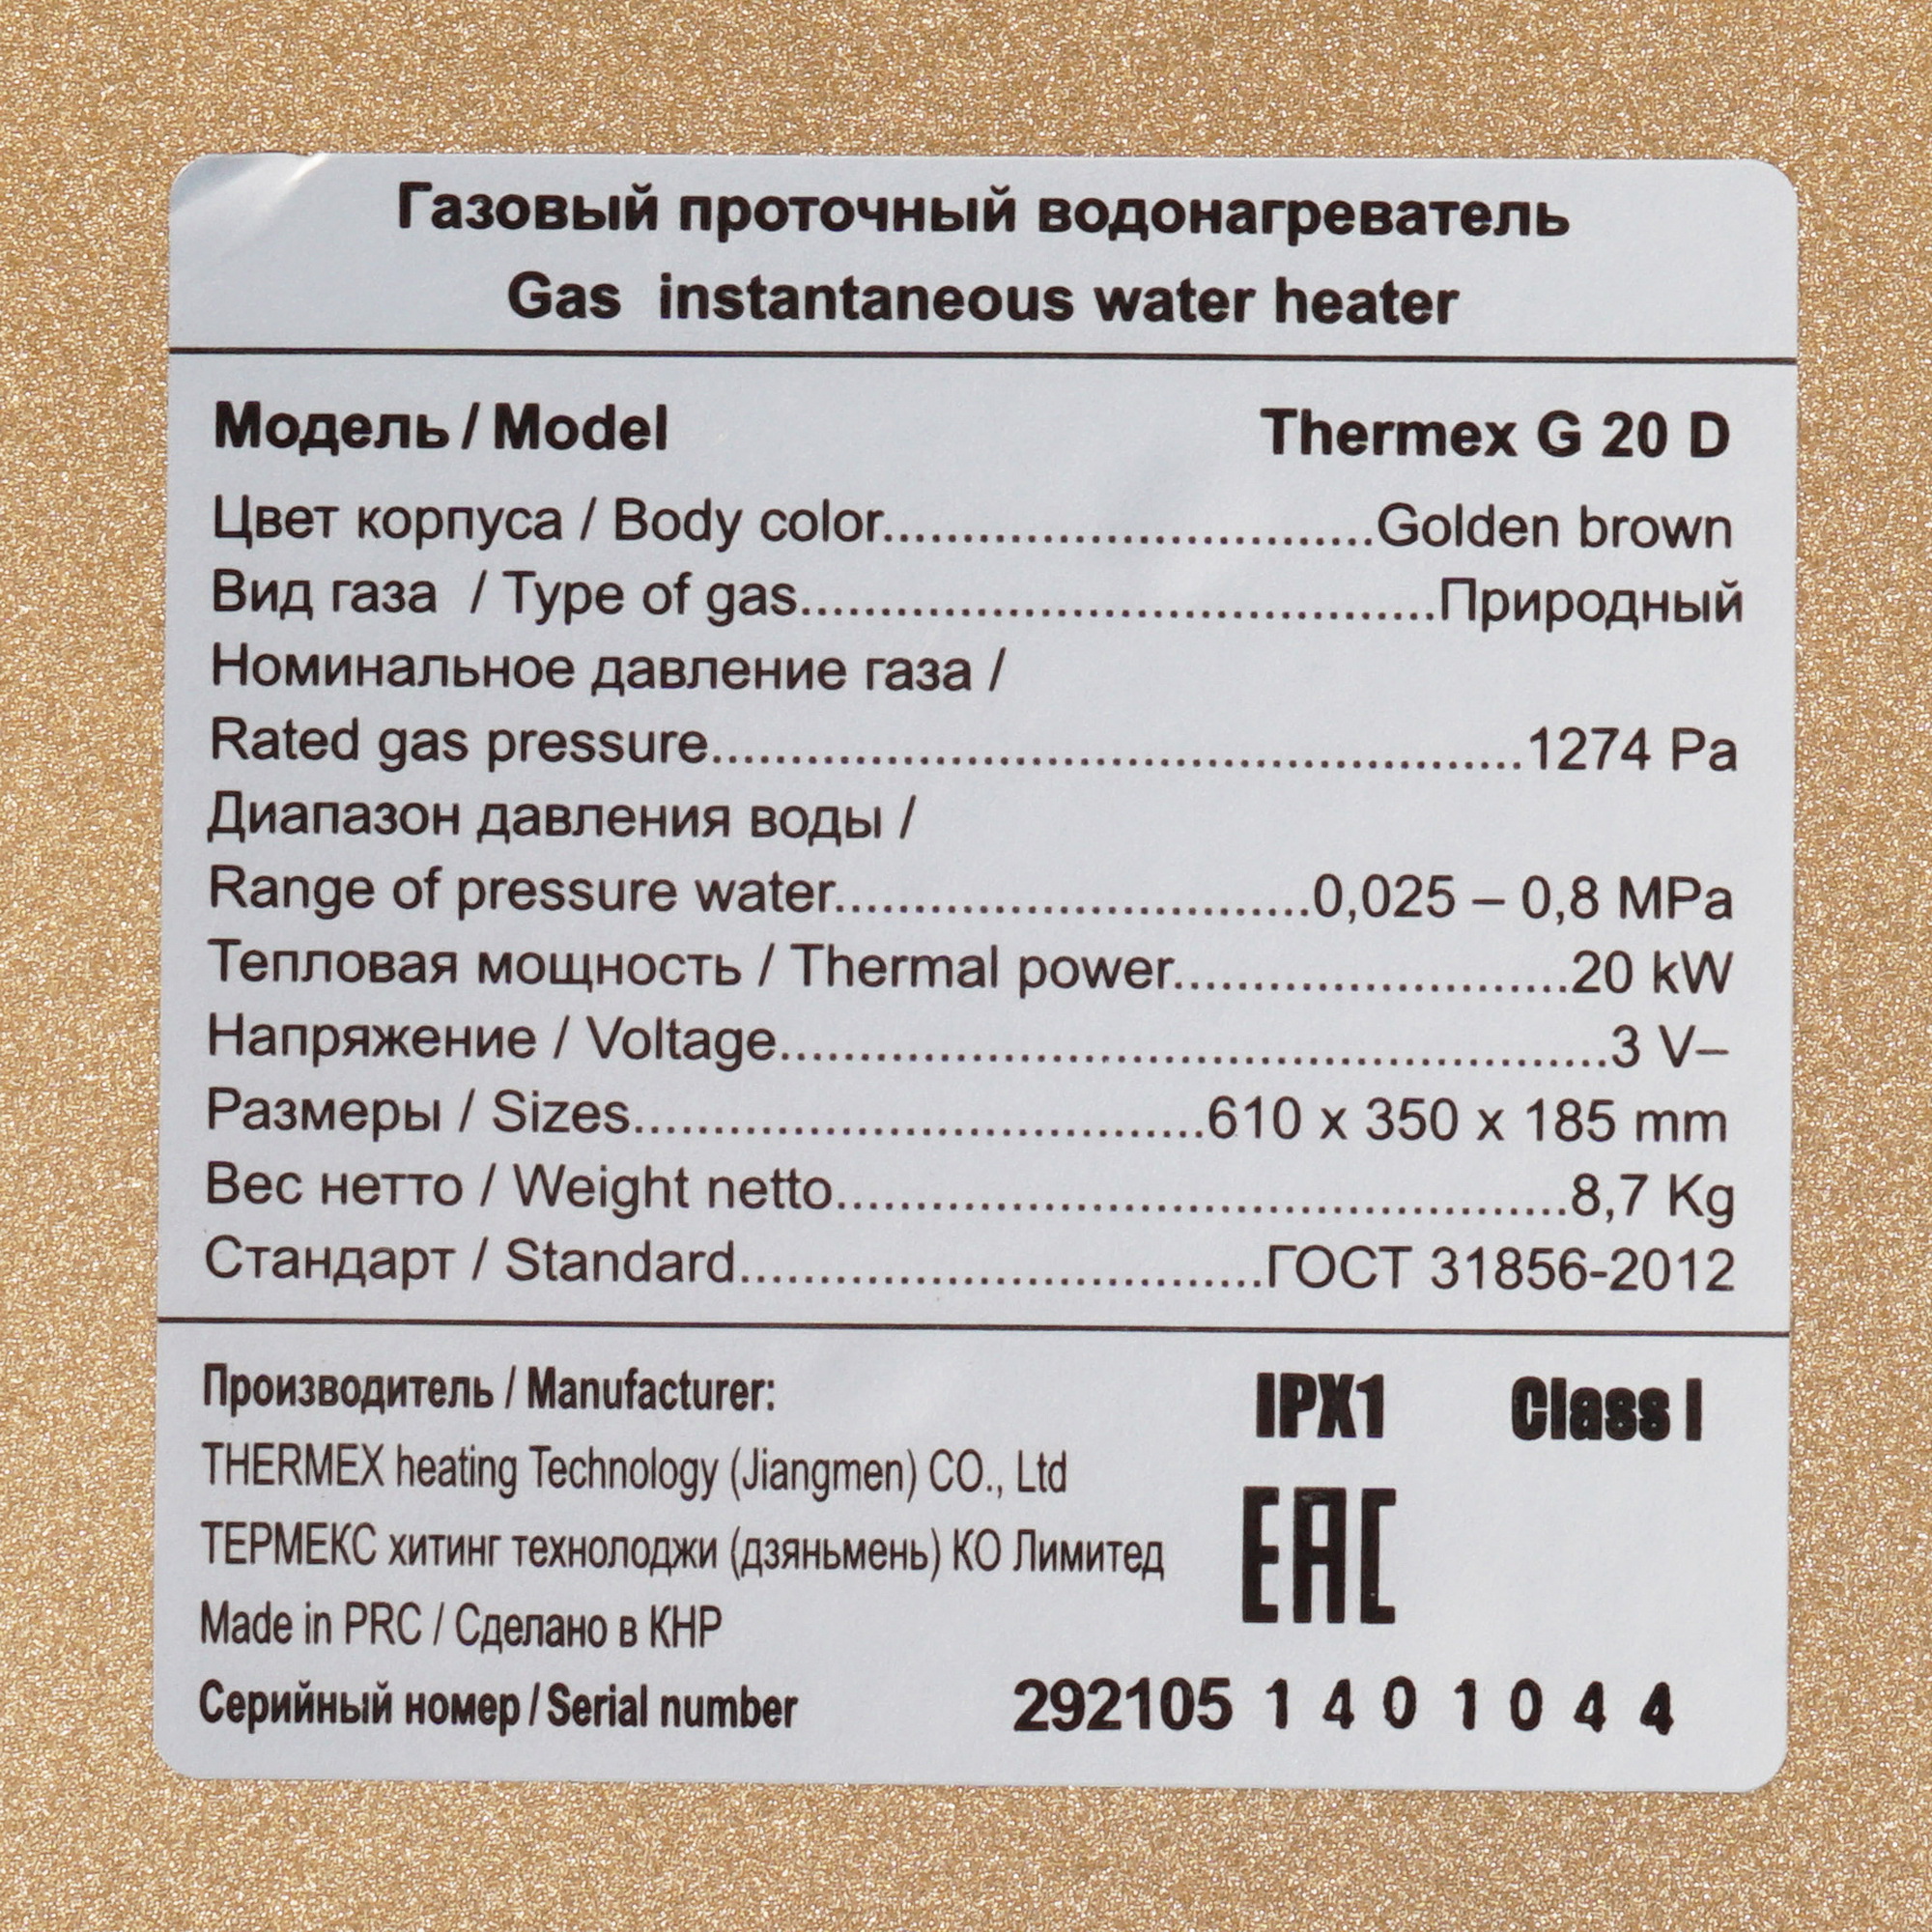 Газовый проточный водонагреватель
Gas instantaneous water heater
Модель / Model Thermex G 20 D
Цвет корпуса / Body color...............................Golden brown
Вид газа / Type of gas........................................Природный
Номинальное давление газа /
Rated gas pressure...................................................1274 Pa
Диапазон давления воды /
Range of pressure water..............................0,025 – 0,8 MPa
Тепловая мощность / Thermal power.........................20 kW
Напряжение / Voltage....................................................3 V–
Размеры / Sizes....................................610 x 350 x 185 mm
Вес нетто / Weight netto..............................................8,7 Kg
Стандарт / Standard.................................ГОСТ 31856-2012
Производитель / Manufacturer: IPX1 Class I
THERMEX heating Technology (Jiangmen) CO., Ltd
ТЕРМЕКС хитинг технолоджи (дзяньмень) КО Лимитед EAC
Made in PRC / Сделано в КНР
Серийный номер / Serial number 292105 1 4 0 1 0 4 4